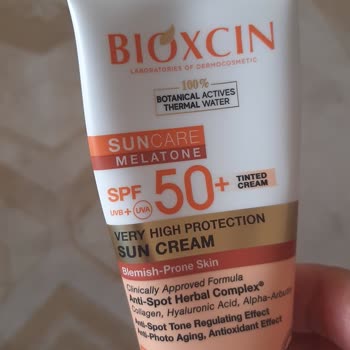 BIOXCIN
LABORATORIES OF DERMOCOSMETIC
100%
BOTANICAL ACTIVES
THERMAL WATER
SUNCARE
MELATONE
SPF 50+ TINTED CREAM
UVB+ UVA
VERY HIGH PROTECTION
SUN CREAM
Blemish-Prone Skin
Clinically Approved Formula
Anti-Spot Herbal Complex®
Collagen, Hyaluronic Acid, Alpha-Arbutin
Anti-Spot Tone Regulating Effect
Anti-Photo Aging, Antioxidant Effect